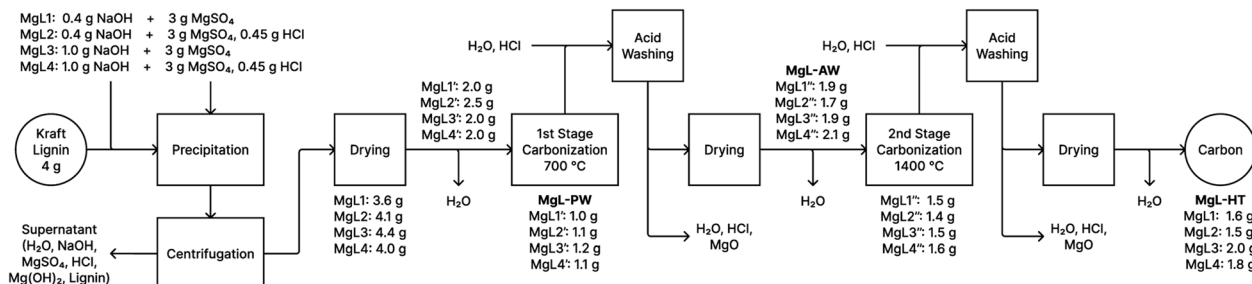 MgL1: 0.4 g NaOH + 3 g MgSO₄
MgL2: 0.4 g NaOH + 3 g MgSO₄, 0.45 g HCl
MgL3: 1.0 g NaOH + 3 g MgSO₄
MgL4: 1.0 g NaOH + 3 g MgSO₄, 0.45 g HCl
Kraft
Lignin
4 g
Precipitation
Centrifugation
Supernatant
(H₂O, NaOH,
MgSO₄, HCl,
Mg(OH)₂, Lignin)
Drying
MgL1: 3.6 g
MgL2: 4.1 g
MgL3: 4.4 g
MgL4: 4.0 g
MgL1': 2.0 g
MgL2': 2.5 g
MgL3': 2.0 g
MgL4': 2.0 g
H₂O
1st Stage
Carbonization
700 °C
MgL-PW
MgL1': 1.0 g
MgL2': 1.1 g
MgL3': 1.2 g
MgL4': 1.1 g
H₂O, HCl
Acid
Washing
Drying
H₂O, HCl,
MgO
MgL-AW
MgL1": 1.9 g
MgL2": 1.7 g
MgL3": 1.9 g
MgL4": 2.1 g
H₂O
2nd Stage
Carbonization
1400 °C
MgL1": 1.5 g
MgL2": 1.4 g
MgL3": 1.5 g
MgL4": 1.6 g
H₂O, HCl
Acid
Washing
Drying
H₂O, HCl,
MgO
H₂O
Carbon
MgL-HT
MgL1: 1.6 g
MgL2: 1.5 g
MgL3: 2.0 g
MgL4: 1.8 g